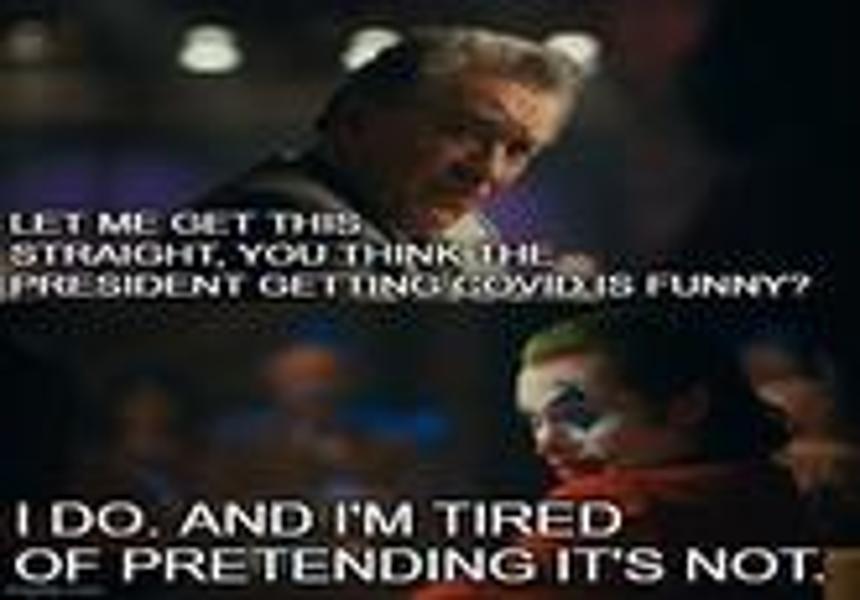 LET ME GET THIS
STRAIGHT, YOU THINK THE
PRESIDENT GETTING COVID IS FUNNY?
I DO. AND I'M TIRED
OF PRETENDING IT'S NOT.